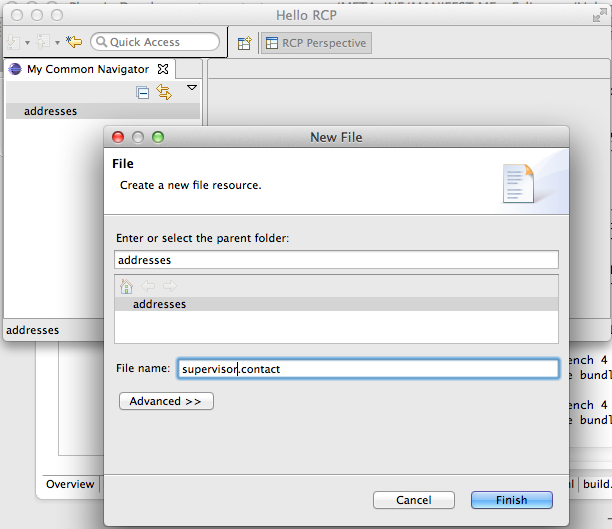 Hello RCP
Quick Access
RCP Perspective
My Common Navigator
addresses
New File
File
Create a new file resource.
Enter or select the parent folder:
addresses
addresses
File name:
supervisor.contact
Advanced >>
Cancel
Finish
addresses
ench 4
e bundl
ench 4
e bundl
Overview
build.